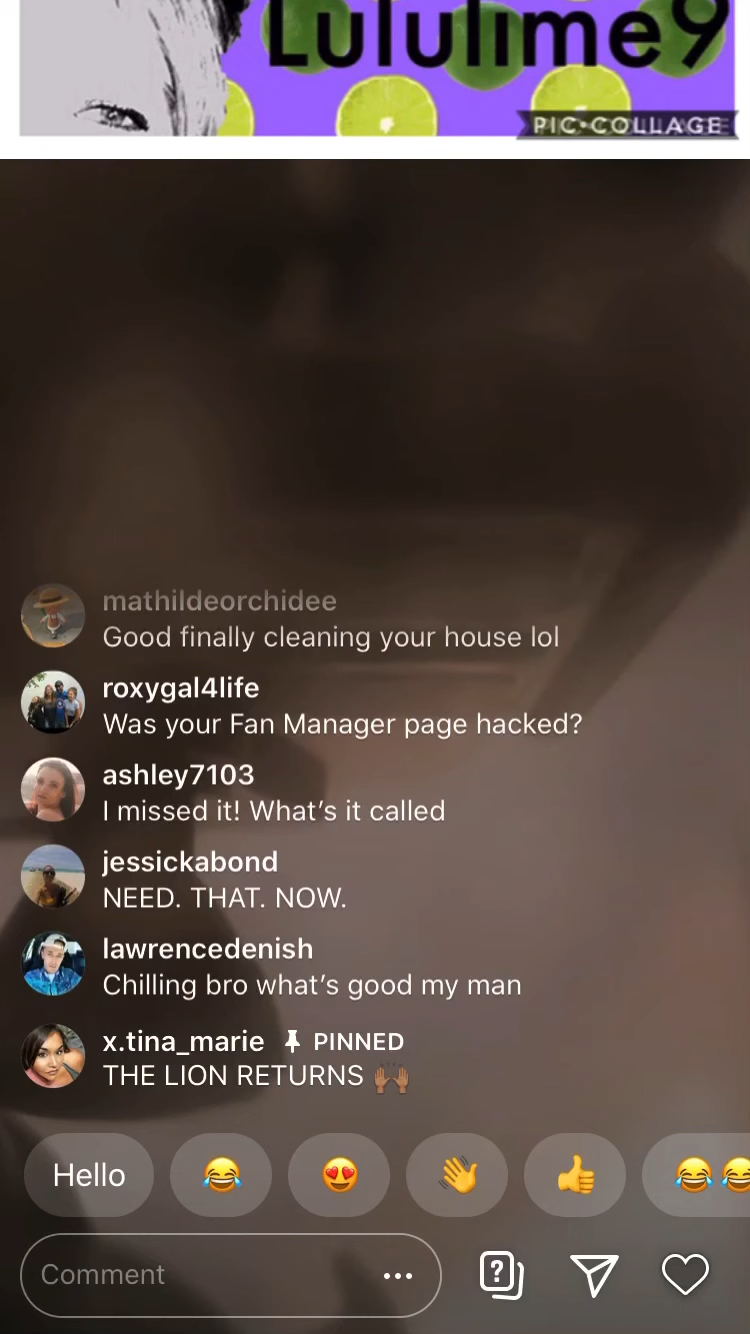 Lululime9
PIC•COLLAGE
mathildeorchidee
Good finally cleaning your house lol
roxygal4life
Was your Fan Manager page hacked?
ashley7103
I missed it! What's it called
jessickabond
NEED. THAT. NOW.
lawrencedenish
Chilling bro what's good my man
x.tina_marie PINNED
THE LION RETURNS 🙌🏽
Hello 😂 😍 👋 👍 😂😂
Comment